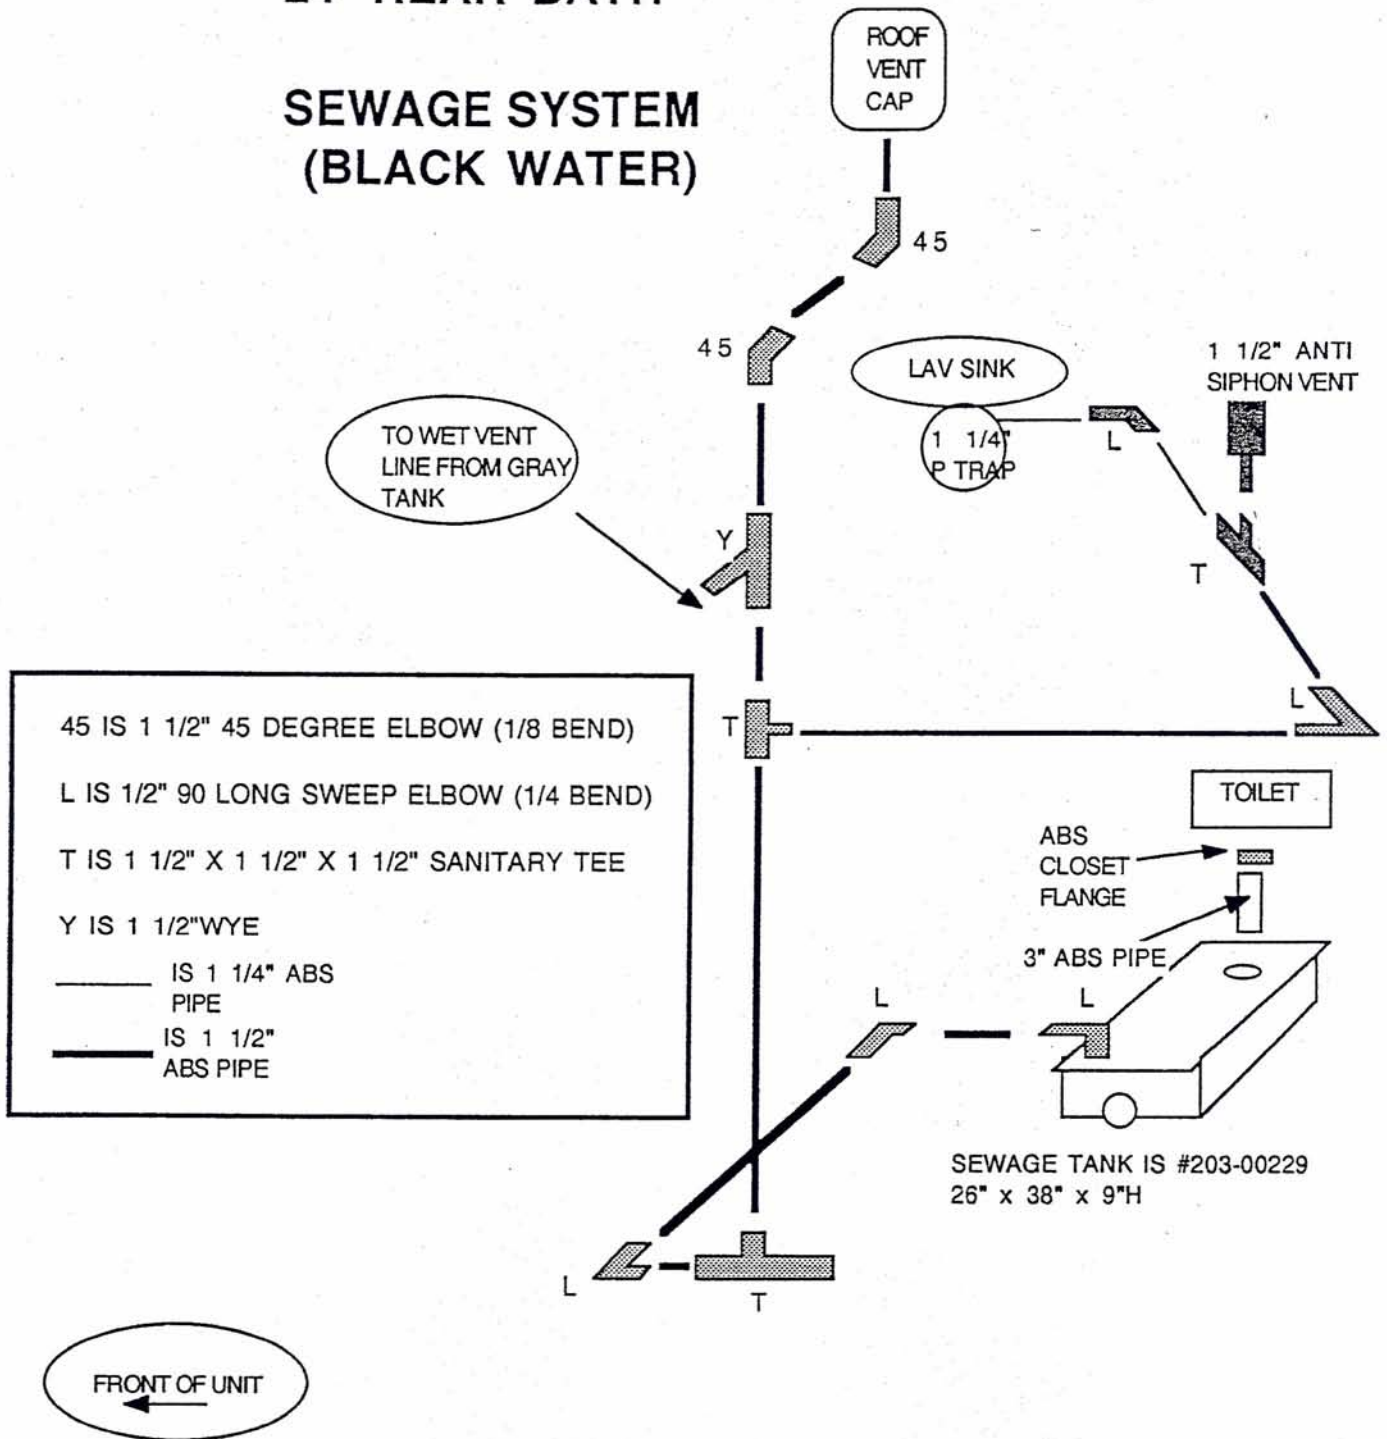 SEWAGE SYSTEM
(BLACK WATER)
ROOF
VENT
CAP
45
45
LAV SINK
1 1/4"
P TRAP
L
1 1/2" ANTI
SIPHON VENT
TO WET VENT
LINE FROM GRAY
TANK
Y
T
L
T
45 IS 1 1/2" 45 DEGREE ELBOW (1/8 BEND)
L IS 1/2" 90 LONG SWEEP ELBOW (1/4 BEND)
T IS 1 1/2" X 1 1/2" X 1 1/2" SANITARY TEE
Y IS 1 1/2"WYE
IS 1 1/4" ABS
PIPE
IS 1 1/2"
ABS PIPE
TOILET
ABS
CLOSET
FLANGE
3" ABS PIPE
L
L
SEWAGE TANK IS #203-00229
26" x 38" x 9"H
L
T
FRONT OF UNIT